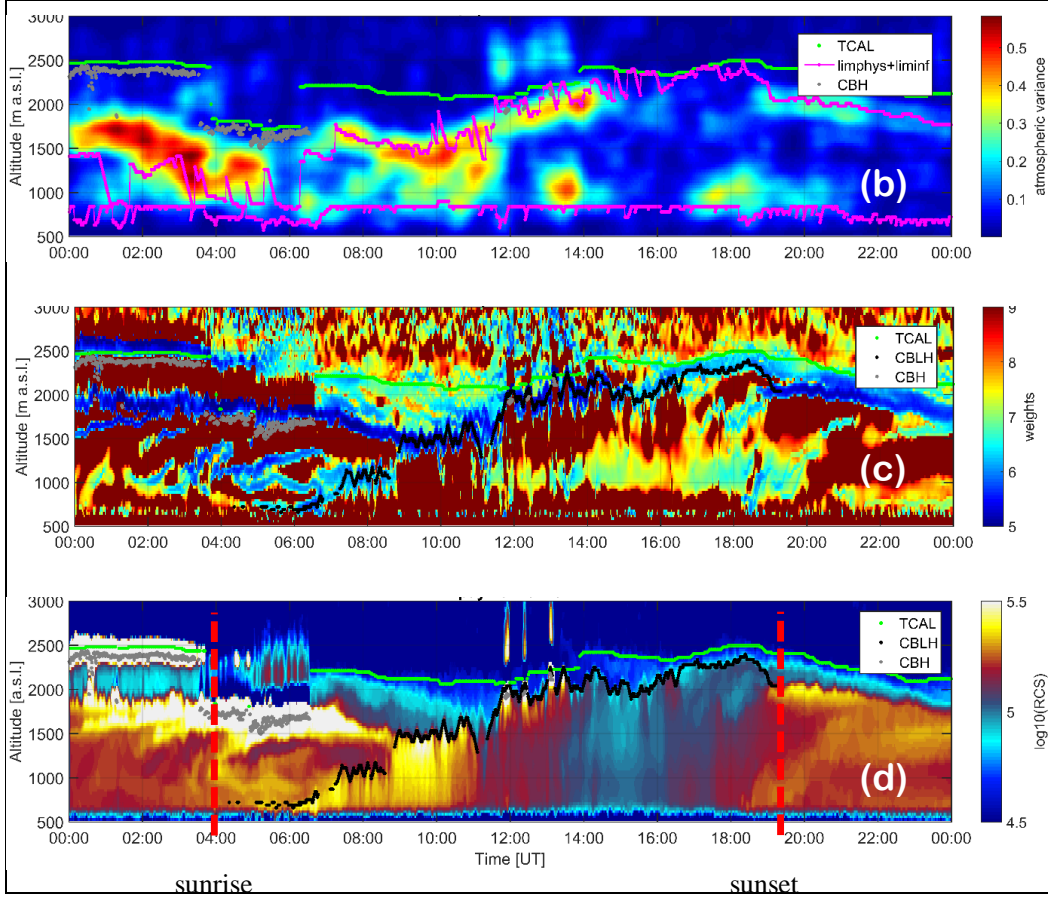 3000
2500
2000
1500
1000
500
Altitude [m a.s.l.]
TCAL
limphys+liminf
CBH
(b)
00:00 02:00 04:00 06:00 08:00 10:00 12:00 14:00 16:00 18:00 20:00 22:00 00:00
0.5
0.4
0.3
0.2
0.1
atmospheric variance
3000
2500
2000
1500
1000
500
Altitude [m a.s.l.]
TCAL
CBLH
CBH
(c)
00:00 02:00 04:00 06:00 08:00 10:00 12:00 14:00 16:00 18:00 20:00 22:00 00:00
9
8
7
6
5
weights
3000
2500
2000
1500
1000
500
Altitude [m a.s.l.]
TCAL
CBLH
CBH
(d)
00:00 02:00 04:00 06:00 08:00 10:00 12:00 14:00 16:00 18:00 20:00 22:00 00:00
Time [UT]
5.5
5
4.5
log10(RCS)
sunrise sunset